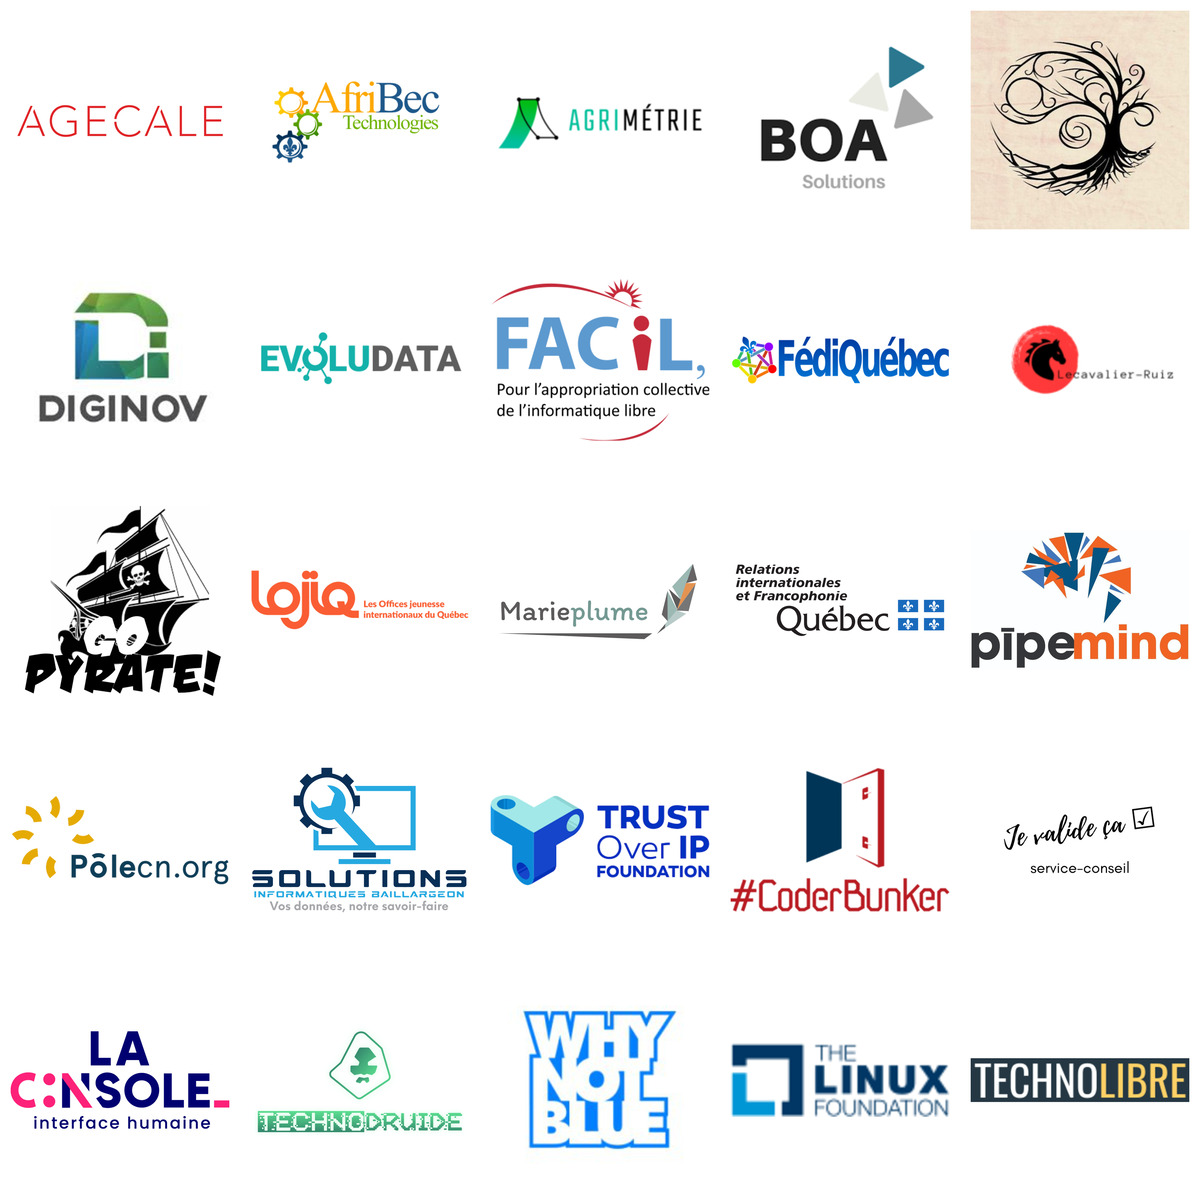 AGECALE
AfriBec
Technologies
AGRIMÉTRIE
BOA
Solutions
DIGINOV
EVOLUDATA
FACiL,
Pour l'appropriation collective
de l'informatique libre
FédiQuébec
Lecavalier-Ruiz
GO
PYRATE!
LOJIQ
Les Offices jeunesse
internationaux du Québec
Marieplume
Relations
internationales
et Francophonie
Québec
pīpemind
Pôlecn.org
SOLUTIONS
INFORMATIQUES BAILLARGEON
Vos données, notre savoir-faire
TRUST
Over IP
FOUNDATION
#CoderBunker
Je valide ça
service-conseil
LA
CONSOLE_
interface humaine
TECHNODRUIDE
WHY
NOT
BLUE
THE
LINUX
FOUNDATION
TECHNOLIBRE